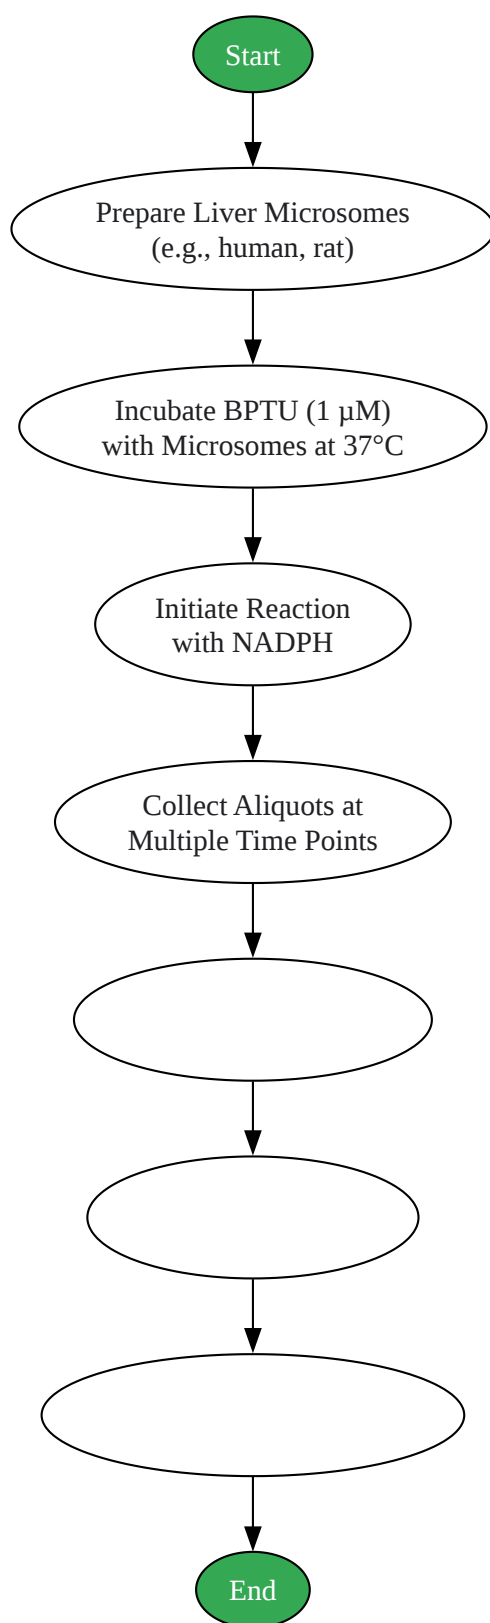 Start
Prepare Liver Microsomes
(e.g., human, rat)
Incubate BPTU (1 µM)
with Microsomes at 37°C
Initiate Reaction
with NADPH
Collect Aliquots at
Multiple Time Points
End